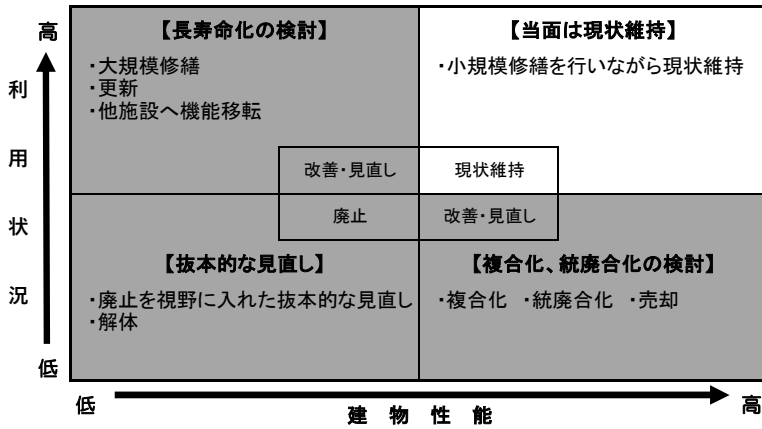 高
利用状況
低
【長寿命化の検討】
・大規模修繕
・更新
・他施設へ機能移転
【当面は現状維持】
・小規模修繕を行いながら現状維持
改善・見直し
現状維持
廃止
改善・見直し
【抜本的な見直し】
・廃止を視野に入れた抜本的な見直し
・解体
【複合化、統廃合化の検討】
・複合化 ・統廃合化 ・売却
低
建物性能
高